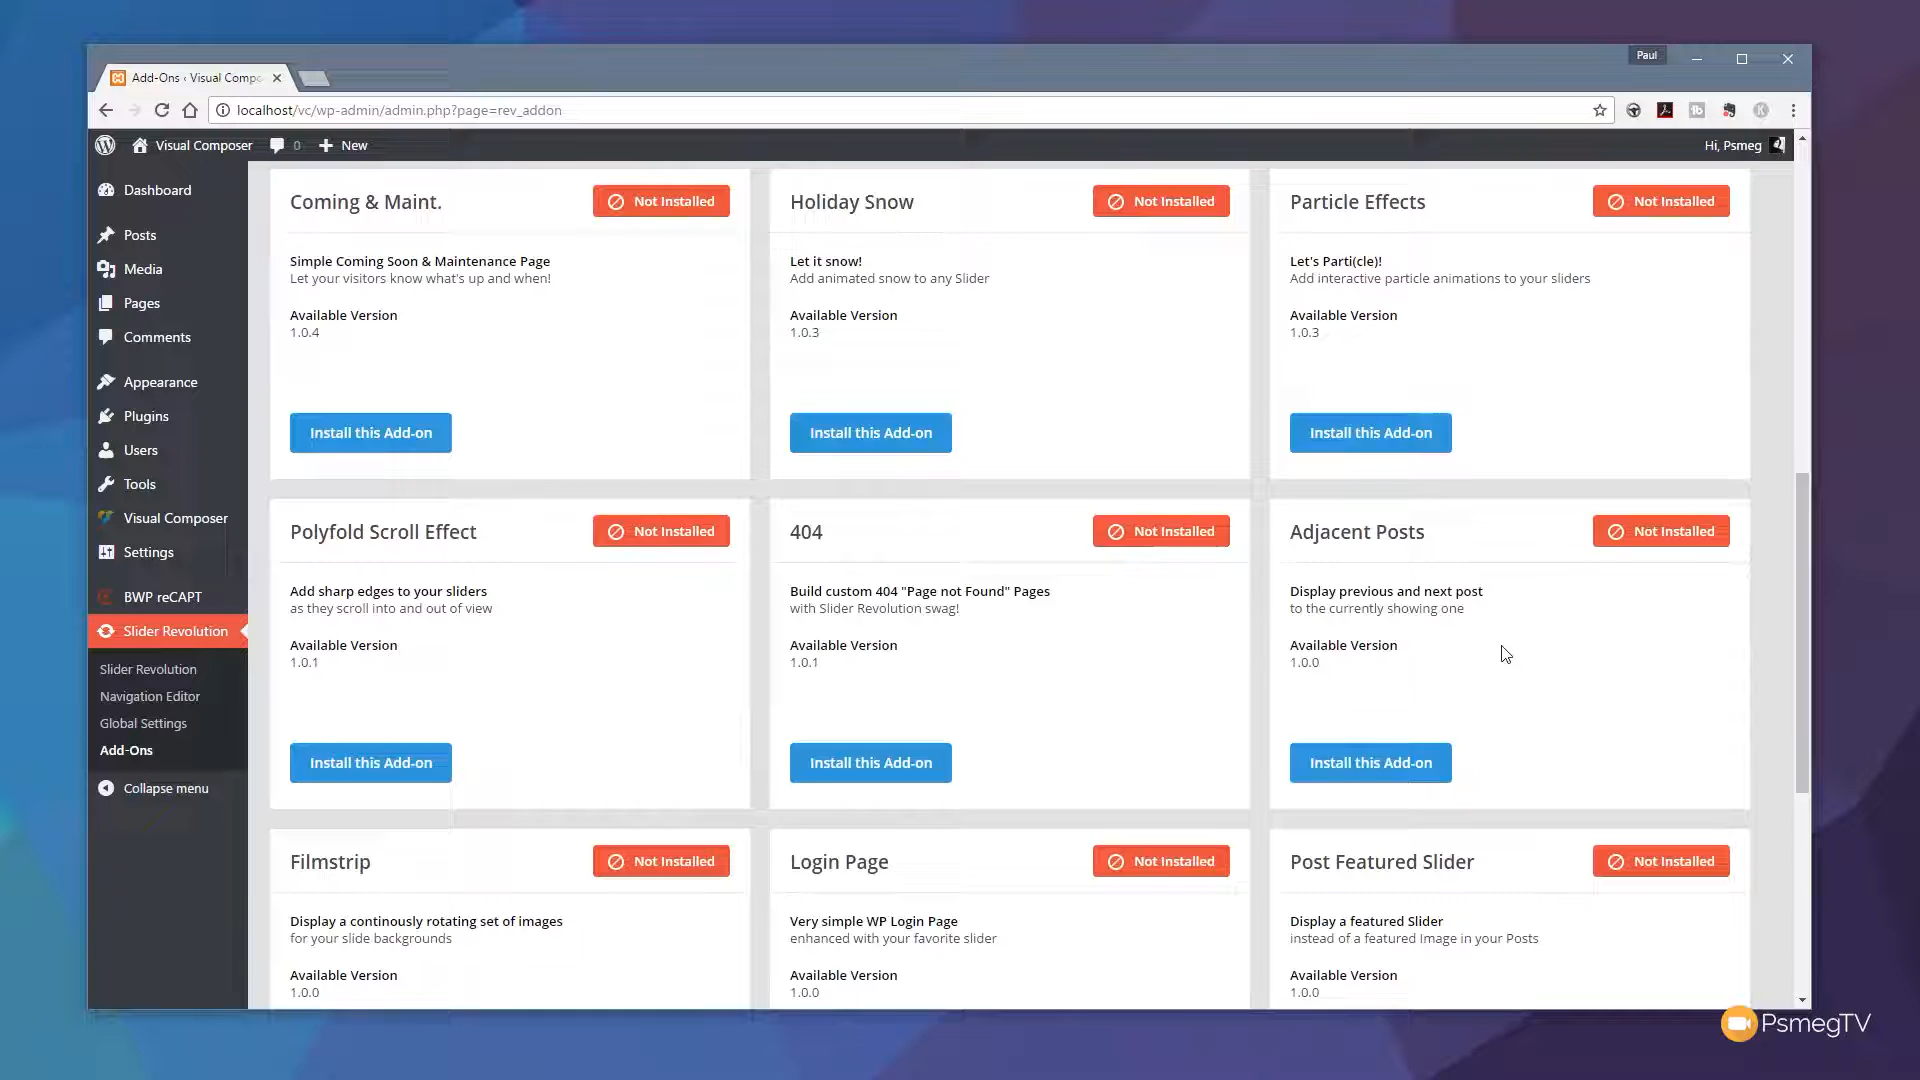 Paul
Add-Ons ‹ Visual Compo
localhost/vc/wp-admin/admin.php?page=rev_addon
Visual Composer 0 New
Hi, Psmeg
Dashboard
Posts
Media
Pages
Comments
Appearance
Plugins
Users
Tools
Visual Composer
Settings
BWP reCAPT
Slider Revolution
Slider Revolution
Navigation Editor
Global Settings
Add-Ons
Collapse menu
Coming & Maint.
Not Installed
Simple Coming Soon & Maintenance Page
Let your visitors know what's up and when!
Available Version
1.0.4
Install this Add-on
Holiday Snow
Not Installed
Let it snow!
Add animated snow to any Slider
Available Version
1.0.3
Install this Add-on
Particle Effects
Not Installed
Let's Parti(cle)!
Add interactive particle animations to your sliders
Available Version
1.0.3
Install this Add-on
Polyfold Scroll Effect
Not Installed
Add sharp edges to your sliders
as they scroll into and out of view
Available Version
1.0.1
Install this Add-on
404
Not Installed
Build custom 404 "Page not Found" Pages
with Slider Revolution swag!
Available Version
1.0.1
Install this Add-on
Adjacent Posts
Not Installed
Display previous and next post
to the currently showing one
Available Version
1.0.0
Install this Add-on
Filmstrip
Not Installed
Display a continously rotating set of images
for your slide backgrounds
Available Version
1.0.0
Login Page
Not Installed
Very simple WP Login Page
enhanced with your favorite slider
Available Version
1.0.0
Post Featured Slider
Not Installed
Display a featured Slider
instead of a featured Image in your Posts
Available Version
1.0.0
PsmegTV